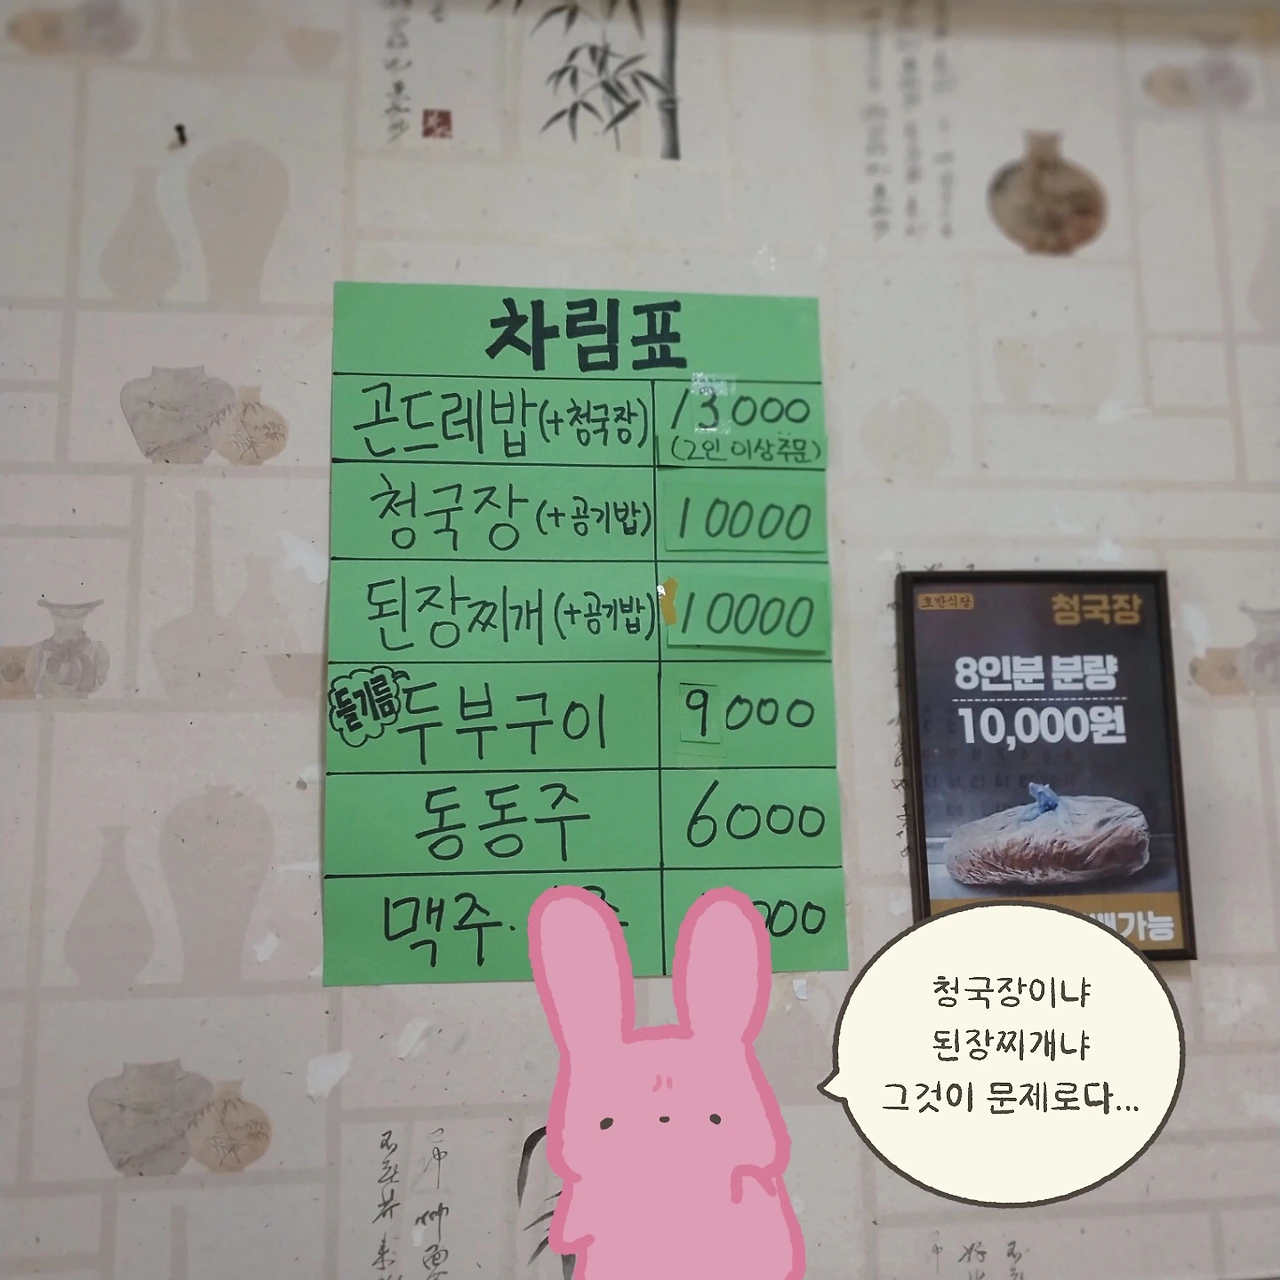 차림표
곤드레밥(+청국장) 13000
(2인 이상주문)
청국장(+공기밥) 10000
된장찌개(+공기밥) 10000
들기름 두부구이 9000
동동주 6000
맥주·
호반식당
청국장
8인분 분량
10,000원
가능
청국장이냐
된장찌개냐
그것이 문제로다...